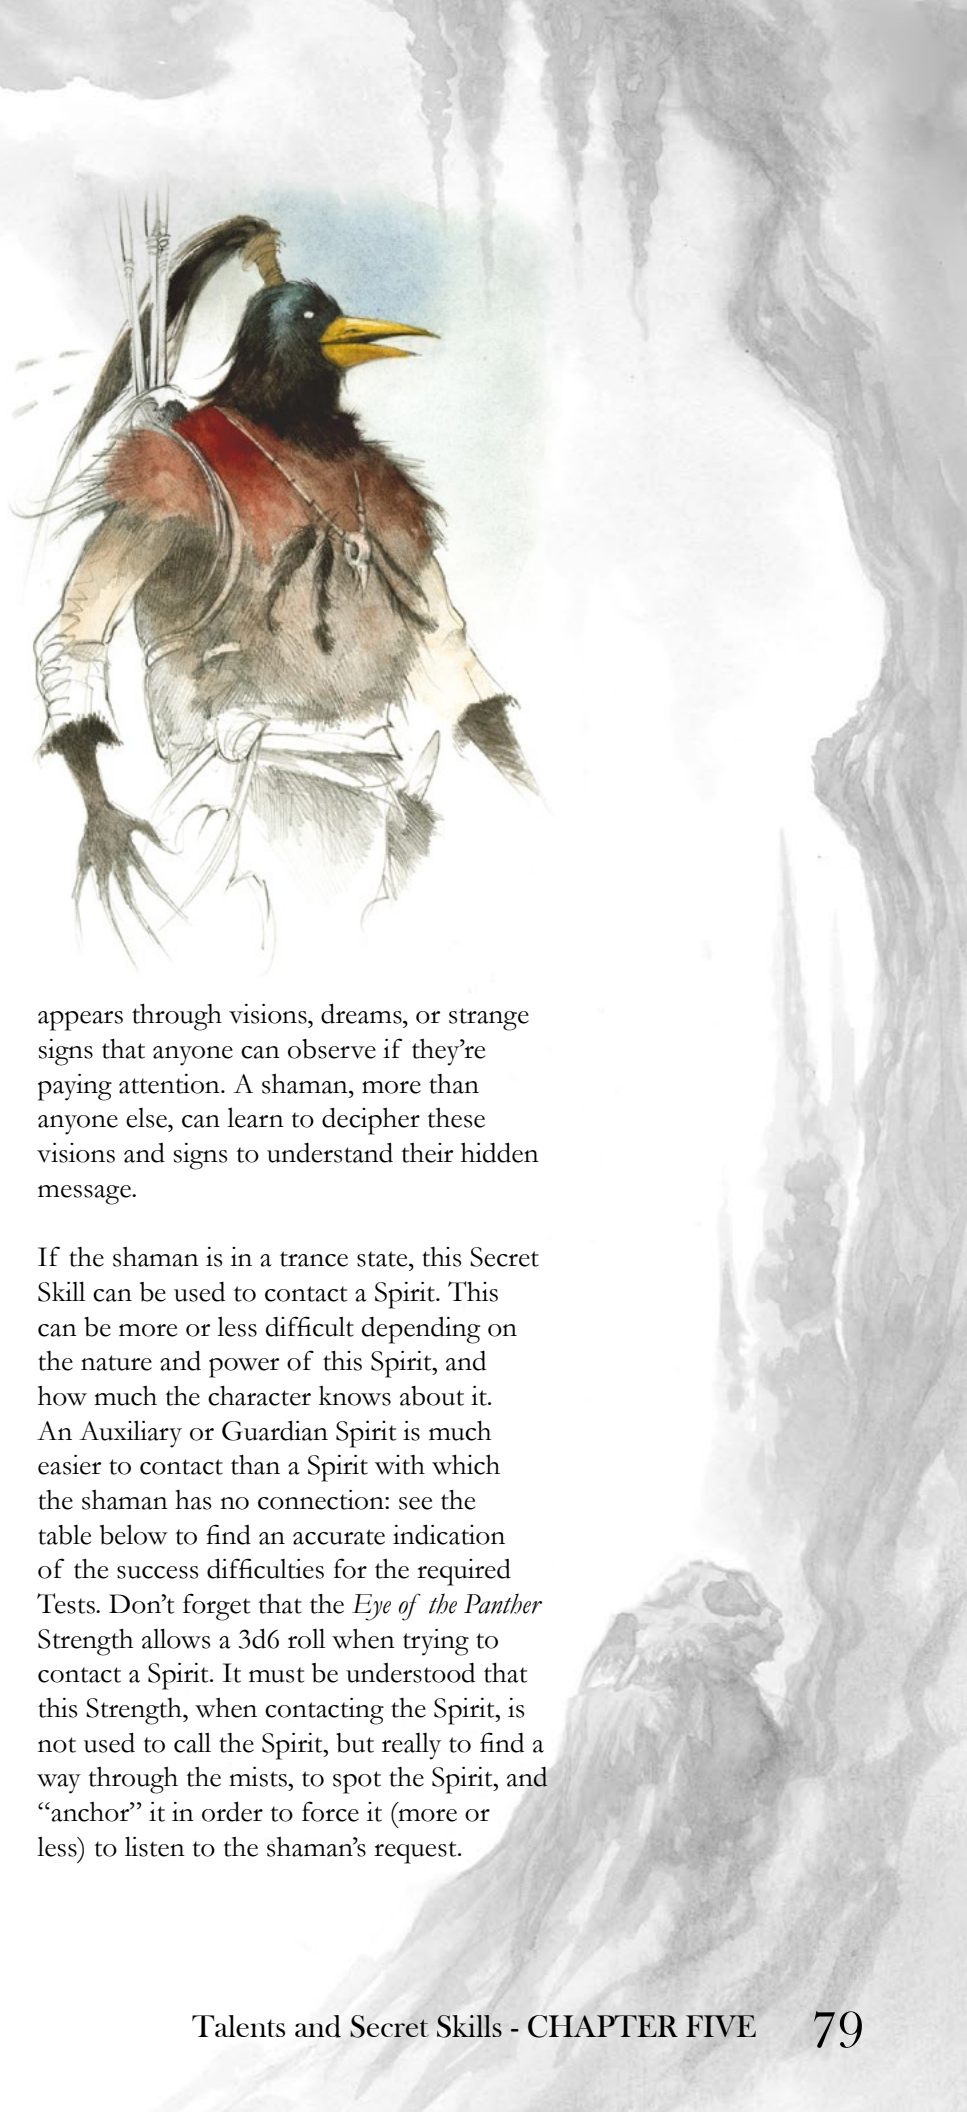 appears through visions, dreams, or strange
signs that anyone can observe if they’re
paying attention. A shaman, more than
anyone else, can learn to decipher these
visions and signs to understand their hidden
message.
If the shaman is in a trance state, this Secret
Skill can be used to contact a Spirit. This
can be more or less difficult depending on
the nature and power of this Spirit, and
how much the character knows about it.
An Auxiliary or Guardian Spirit is much
easier to contact than a Spirit with which
the shaman has no connection: see the
table below to find an accurate indication
of the success difficulties for the required
Tests. Don’t forget that the Eye of the Panther
Strength allows a 3d6 roll when trying to
contact a Spirit. It must be understood that
this Strength, when contacting the Spirit, is
not used to call the Spirit, but really to find a
way through the mists, to spot the Spirit, and
“anchor” it in order to force it (more or
less) to listen to the shaman’s request.
Talents and Secret Skills - CHAPTER FIVE 79